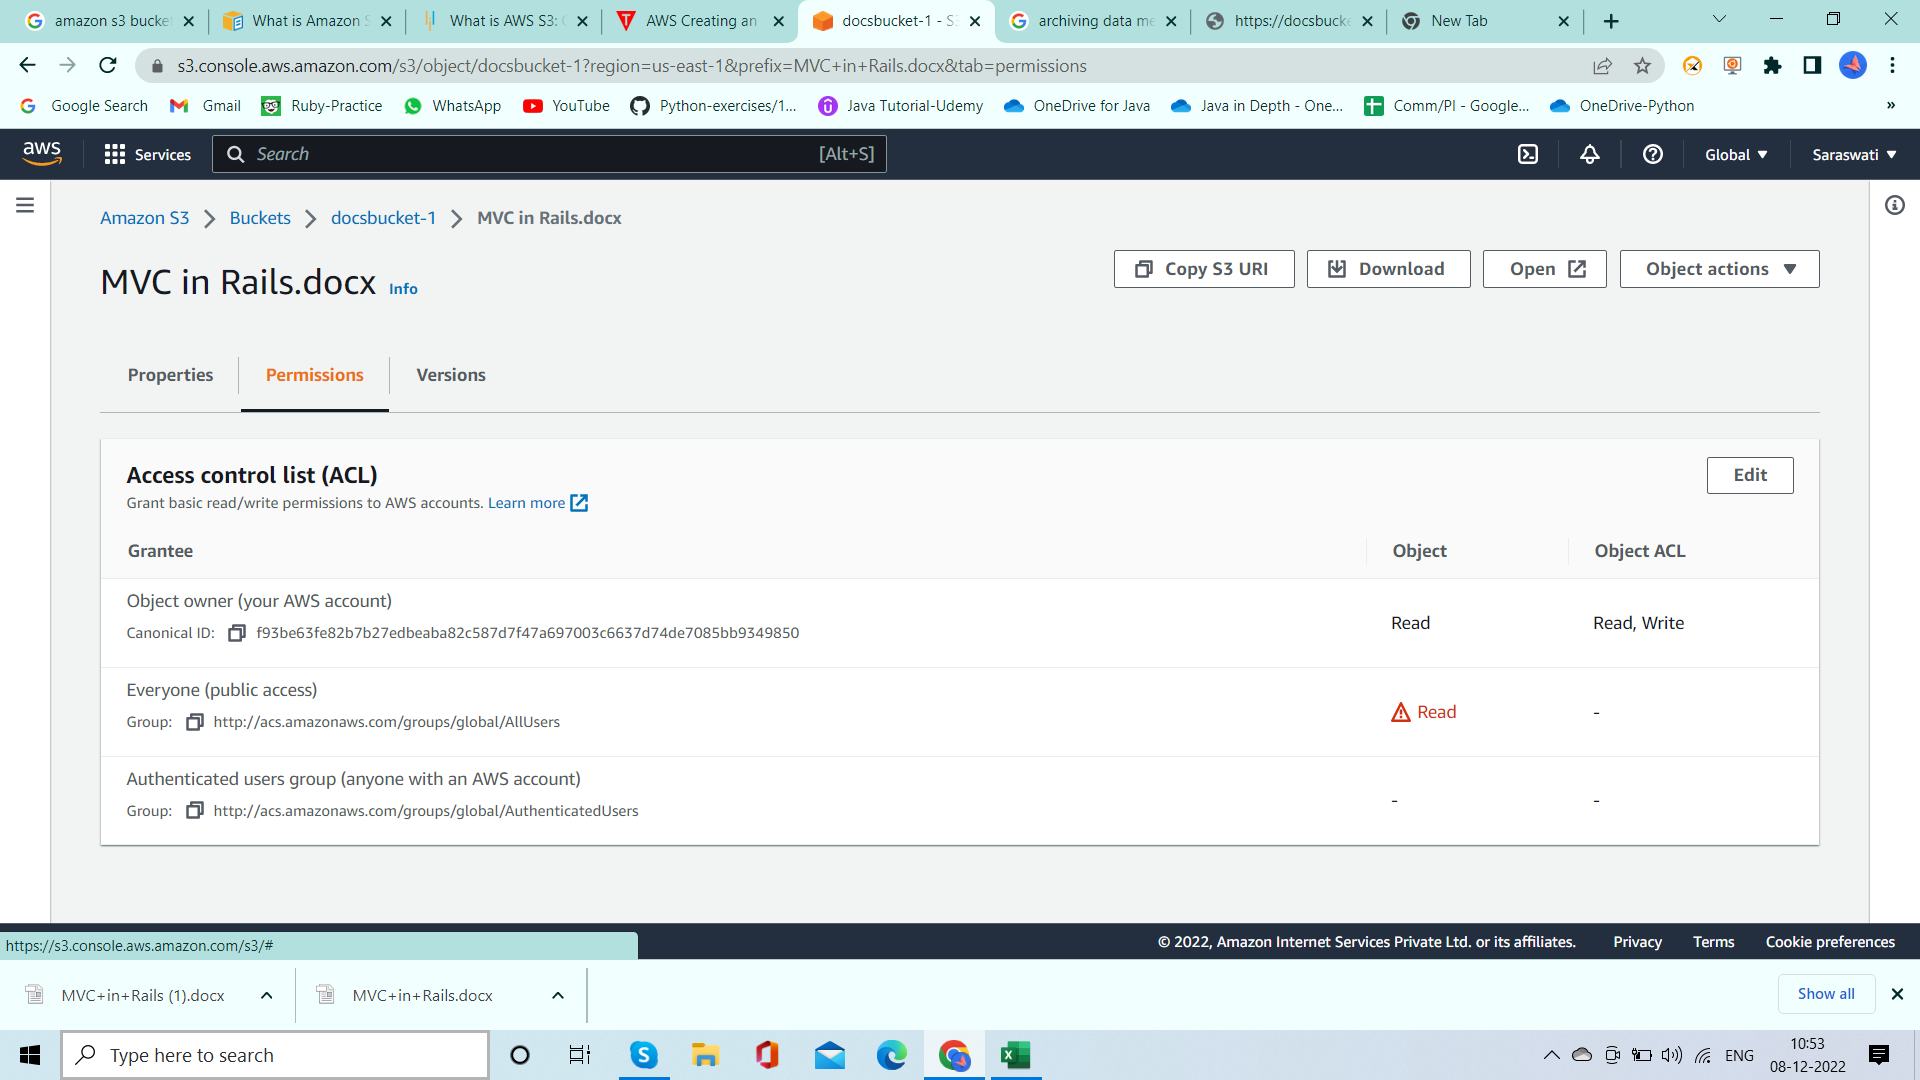 amazon s3 bucke
What is Amazon S
What is AWS S3: 
AWS Creating an
docsbucket-1 - S3
archiving data me
https://docsbucke
New Tab
s3.console.aws.amazon.com/s3/object/docsbucket-1?region=us-east-1&prefix=MVC+in+Rails.docx&tab=permissions
Google Search
Gmail
Ruby-Practice
WhatsApp
YouTube
Python-exercises/1...
Java Tutorial-Udemy
OneDrive for Java
Java in Depth - One...
Comm/PI - Google...
OneDrive-Python
»
aws
Services
Search
[Alt+S]
Global
Saraswati
Amazon S3
Buckets
docsbucket-1
MVC in Rails.docx
MVC in Rails.docx
Info
Copy S3 URI
Download
Open
Object actions
Properties
Permissions
Versions
Access control list (ACL)
Edit
Grant basic read/write permissions to AWS accounts. Learn more
Grantee
Object
Object ACL
Object owner (your AWS account)
Canonical ID: f93be63fe82b7b27edbeaba82c587d7f47a697003c6637d74de7085bb9349850
Read
Read, Write
Everyone (public access)
Group: http://acs.amazonaws.com/groups/global/AllUsers
Read
-
Authenticated users group (anyone with an AWS account)
Group: http://acs.amazonaws.com/groups/global/AuthenticatedUsers
-
-
https://s3.console.aws.amazon.com/s3/#
© 2022, Amazon Internet Services Private Ltd. or its affiliates.
Privacy
Terms
Cookie preferences
MVC+in+Rails (1).docx
MVC+in+Rails.docx
Show all
Type here to search
ENG
10:53
08-12-2022